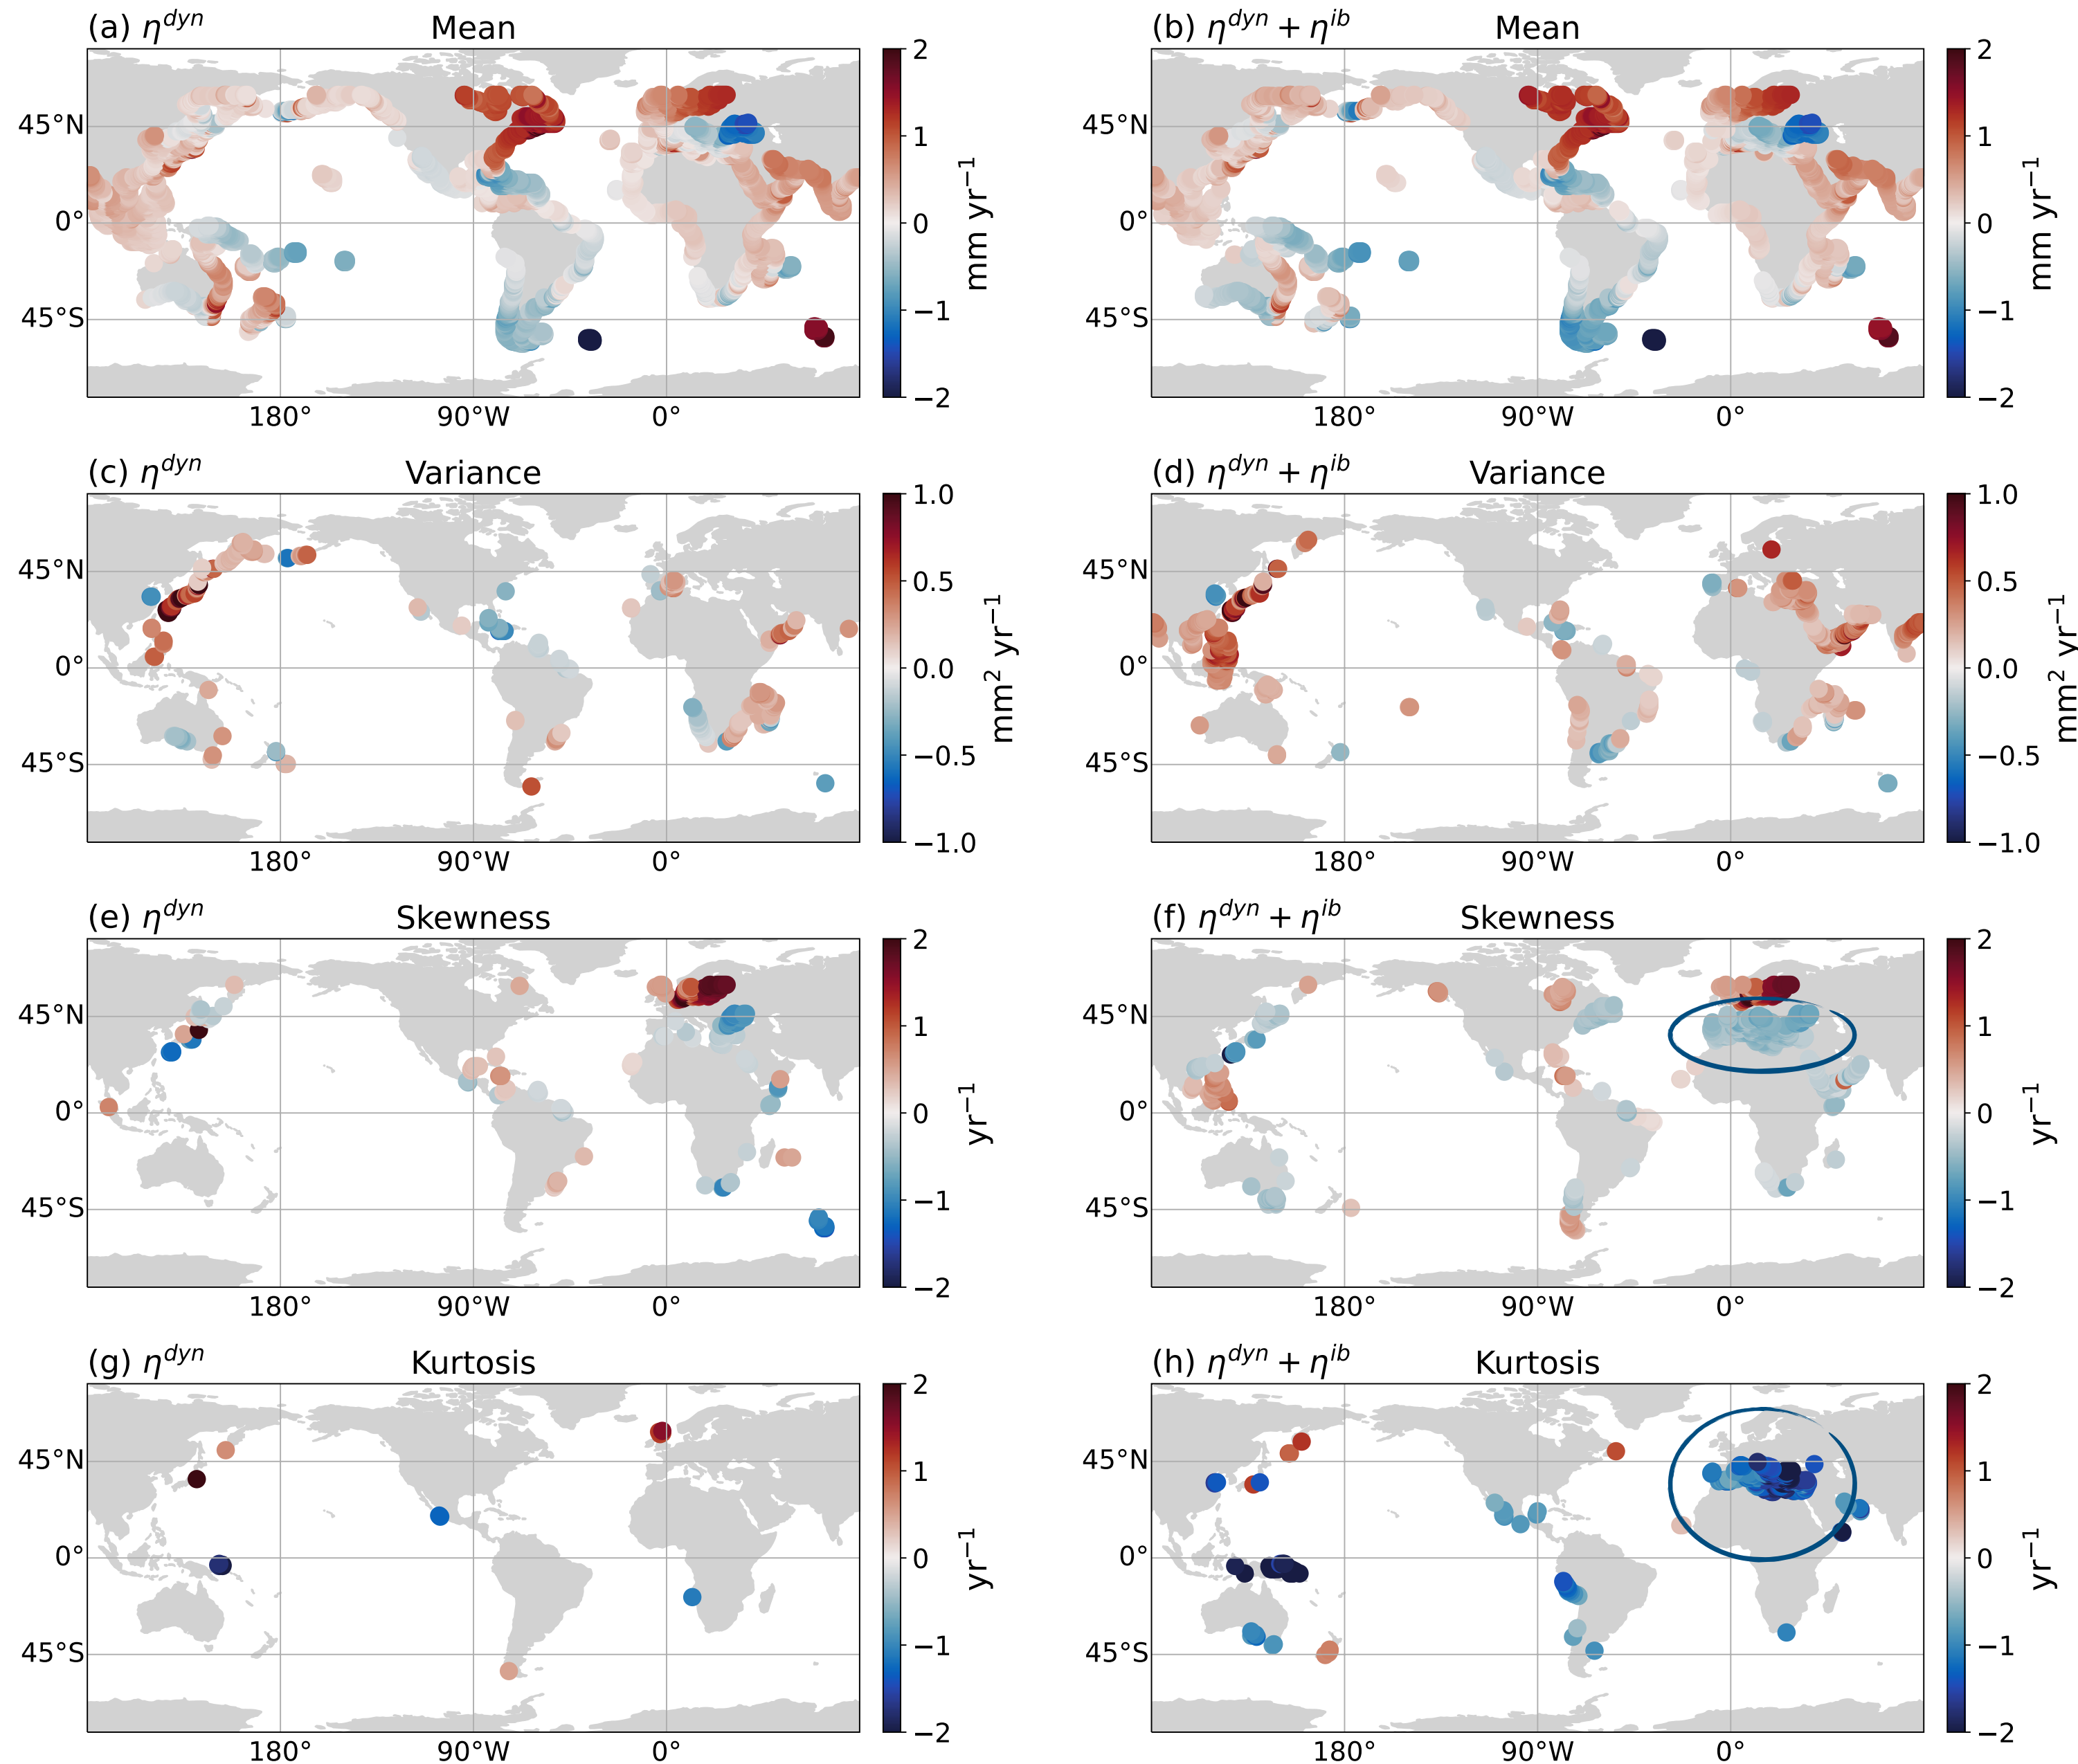 (a) η^dyn Mean
45°N
0°
45°S
180° 90°W 0°
2
1
0
−1
−2
mm yr⁻¹
(b) η^dyn + η^ib Mean
45°N
0°
45°S
180° 90°W 0°
2
1
0
−1
−2
mm yr⁻¹
(c) η^dyn Variance
45°N
0°
45°S
180° 90°W 0°
1.0
0.5
0.0
−0.5
−1.0
mm² yr⁻¹
(d) η^dyn + η^ib Variance
45°N
0°
45°S
180° 90°W 0°
1.0
0.5
0.0
−0.5
−1.0
mm² yr⁻¹
(e) η^dyn Skewness
45°N
0°
45°S
180° 90°W 0°
2
1
0
−1
−2
yr⁻¹
(f) η^dyn + η^ib Skewness
45°N
0°
45°S
180° 90°W 0°
2
1
0
−1
−2
yr⁻¹
(g) η^dyn Kurtosis
45°N
0°
45°S
180° 90°W 0°
2
1
0
−1
−2
yr⁻¹
(h) η^dyn + η^ib Kurtosis
45°N
0°
45°S
180° 90°W 0°
2
1
0
−1
−2
yr⁻¹